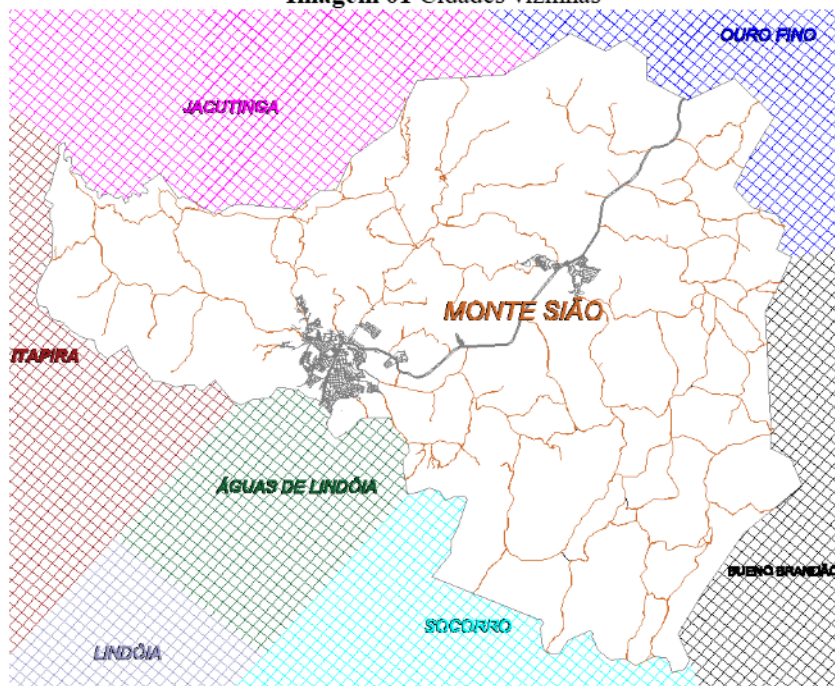 Imagem 01 Cidades vizinhas
OURO FINO
JACUTINGA
MONTE SIÃO
ITAPIRA
ÁGUAS DE LINDÓIA
BUENO BRANDÃO
SOCORRO
LINDÓIA